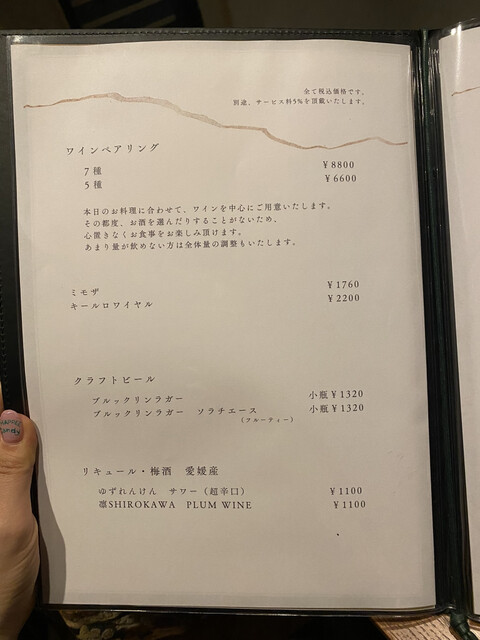 全て税込価格です。
別途、サービス料5%を頂戴いたします。
ワインペアリング
7種 ¥8800
5種 ¥6600
本日のお料理に合わせて、ワインを中心にご用意いたします。
その都度、お酒を選んだりすることがないため、
心置きなくお食事をお楽しみ頂けます。
あまり量が飲めない方は全体量の調整もいたします。
ミモザ ¥1760
キールロワイヤル ¥2200
クラフトビール
ブルックリンラガー 小瓶¥1320
ブルックリンラガー ソラチエース 小瓶¥1320
(フルーティー)
リキュール・梅酒 愛媛産
ゆずれんけん サワー(超辛口) ¥1100
凛SHIROKAWA PLUM WINE ¥1100